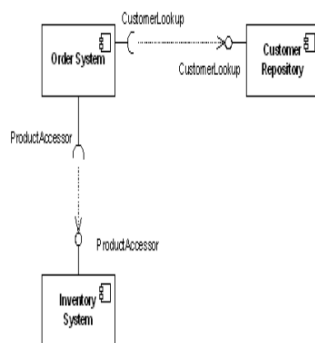 CustomerLookup
Order System
Customer
Repository
CustomerLookup
ProductAccessor
ProductAccessor
Inventory
System